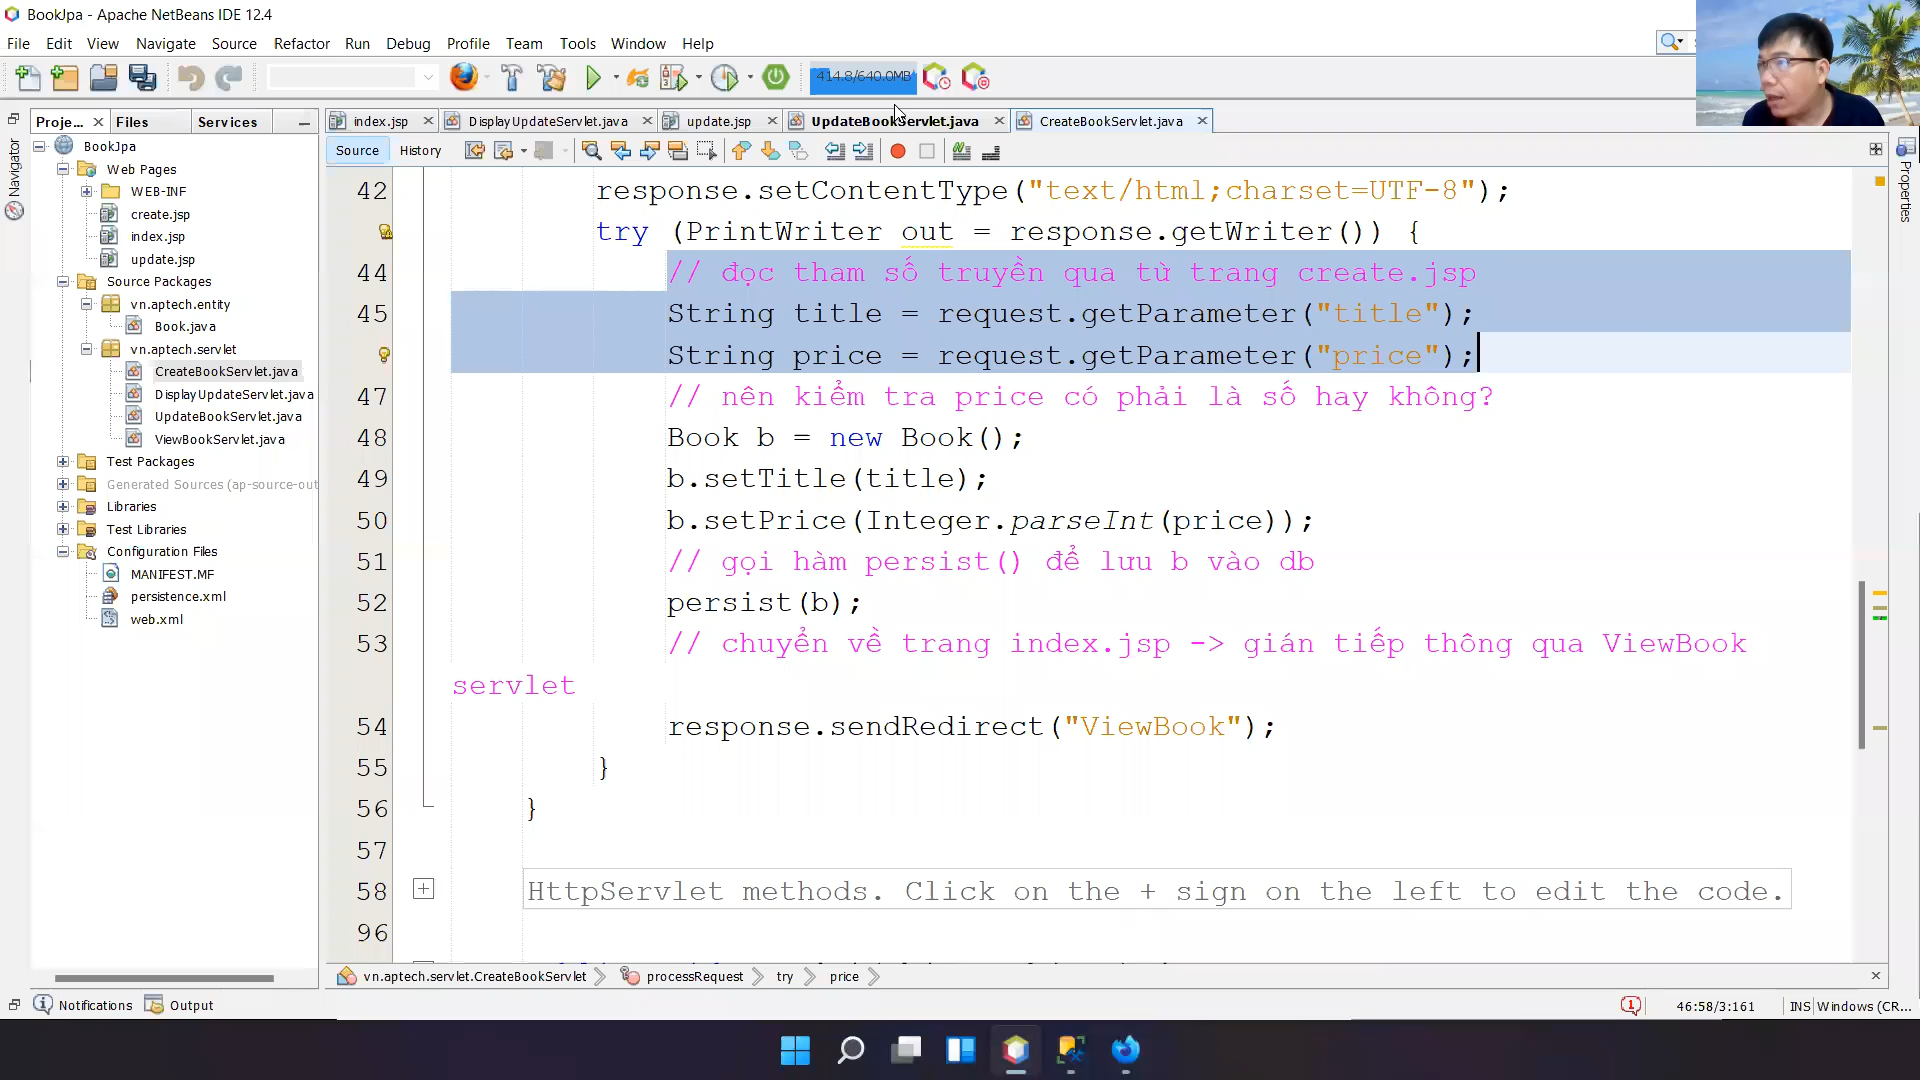 BookJpa - Apache NetBeans IDE 12.4
File Edit View Navigate Source Refactor Run Debug Profile Team Tools Window Help
414.8/640.0MB
Proje... Files Services
index.jsp DisplayUpdateServlet.java update.jsp UpdateBookServlet.java CreateBookServlet.java
Source History
Navigator
Properties
BookJpa
Web Pages
WEB-INF
create.jsp
index.jsp
update.jsp
Source Packages
vn.aptech.entity
Book.java
vn.aptech.servlet
CreateBookServlet.java
DisplayUpdateServlet.java
UpdateBookServlet.java
ViewBookServlet.java
Test Packages
Generated Sources (ap-source-out
Libraries
Test Libraries
Configuration Files
MANIFEST.MF
persistence.xml
web.xml
42 response.setContentType("text/html;charset=UTF-8");
try (PrintWriter out = response.getWriter()) {
44 // đọc tham số truyền qua từ trang create.jsp
45 String title = request.getParameter("title");
String price = request.getParameter("price");
47 // nên kiểm tra price có phải là số hay không?
48 Book b = new Book();
49 b.setTitle(title);
50 b.setPrice(Integer.parseInt(price));
51 // gọi hàm persist() để lưu b vào db
52 persist(b);
53 // chuyển về trang index.jsp -> gián tiếp thông qua ViewBook
servlet
54 response.sendRedirect("ViewBook");
55 }
56 }
57
58 HttpServlet methods. Click on the + sign on the left to edit the code.
96
vn.aptech.servlet.CreateBookServlet processRequest try price
Notifications Output
46:58/3:161 INS Windows (CR...